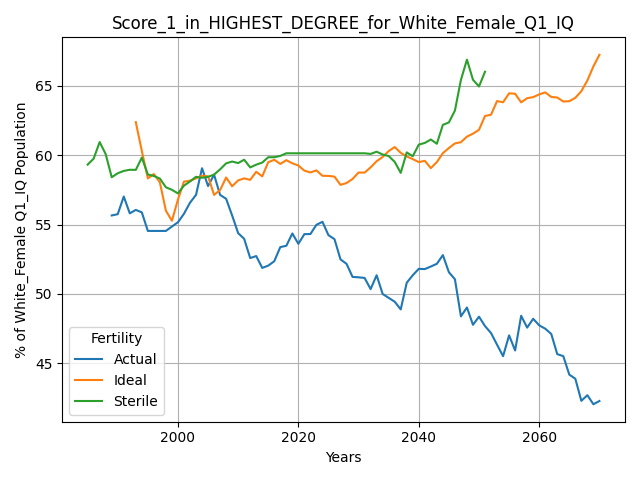 Score_1_in_HIGHEST_DEGREE_for_White_Female_Q1_IQ
% of White_Female Q1_IQ Population
65
60
55
50
45
Fertility
Actual
Ideal
Sterile
2000 2020 2040 2060
Years